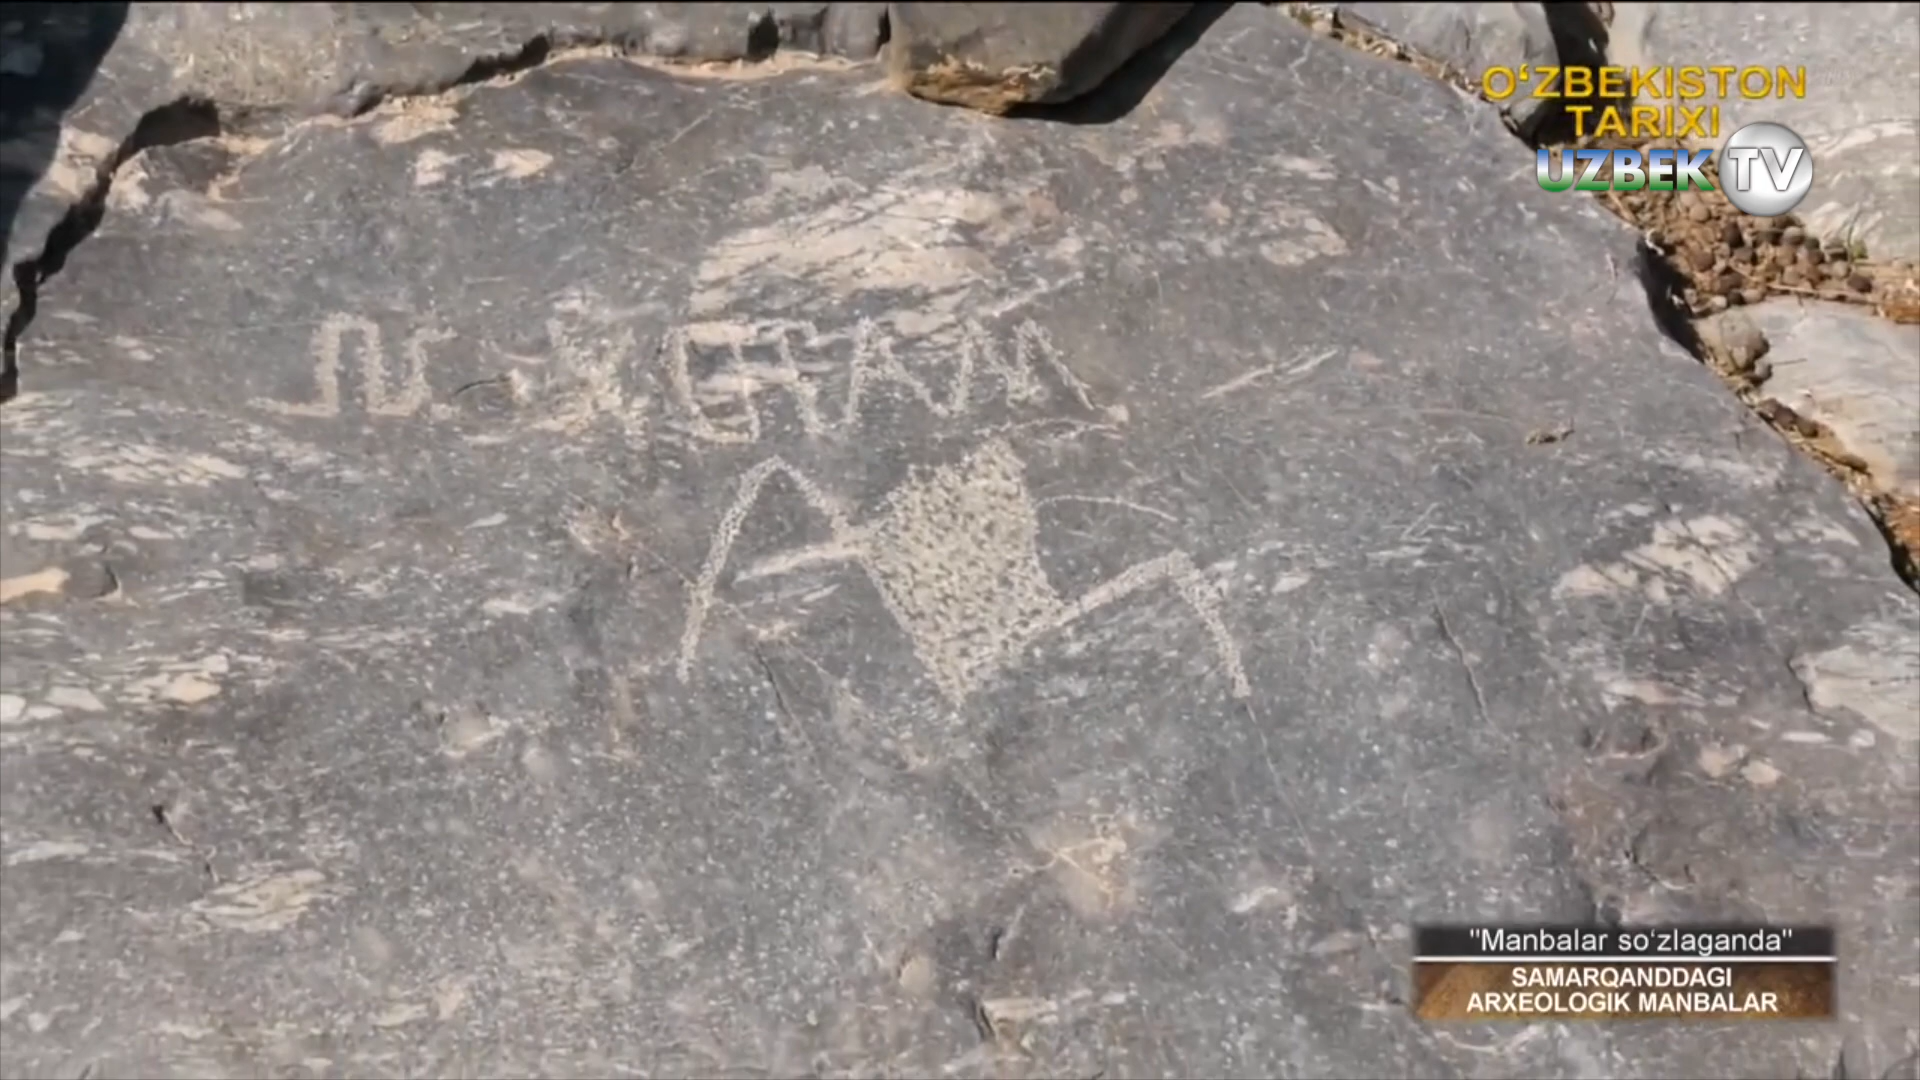 O‘ZBEKISTON
TARIXI
UZBEK TV
"Manbalar so‘zlaganda"
SAMARQANDDAGI
ARXEOLOGIK MANBALAR